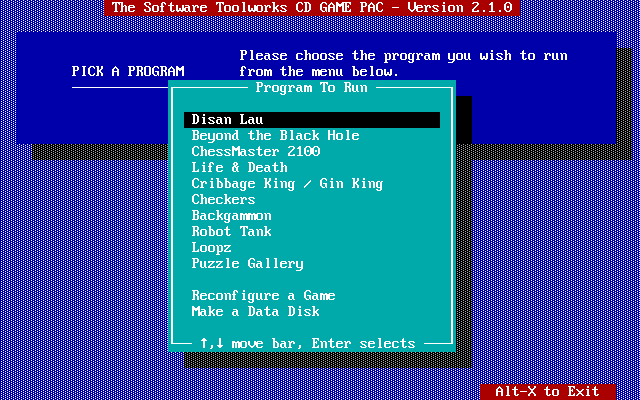 The Software Toolworks CD GAME PAC - Version 2.1.0
Please choose the program you wish to run
PICK A PROGRAM from the menu below.
Program To Run
Disan Lau
Beyond the Black Hole
ChessMaster 2100
Life & Death
Cribbage King / Gin King
Checkers
Backgammon
Robot Tank
Loopz
Puzzle Gallery
Reconfigure a Game
Make a Data Disk
↑,↓ move bar, Enter selects
Alt-X to Exit